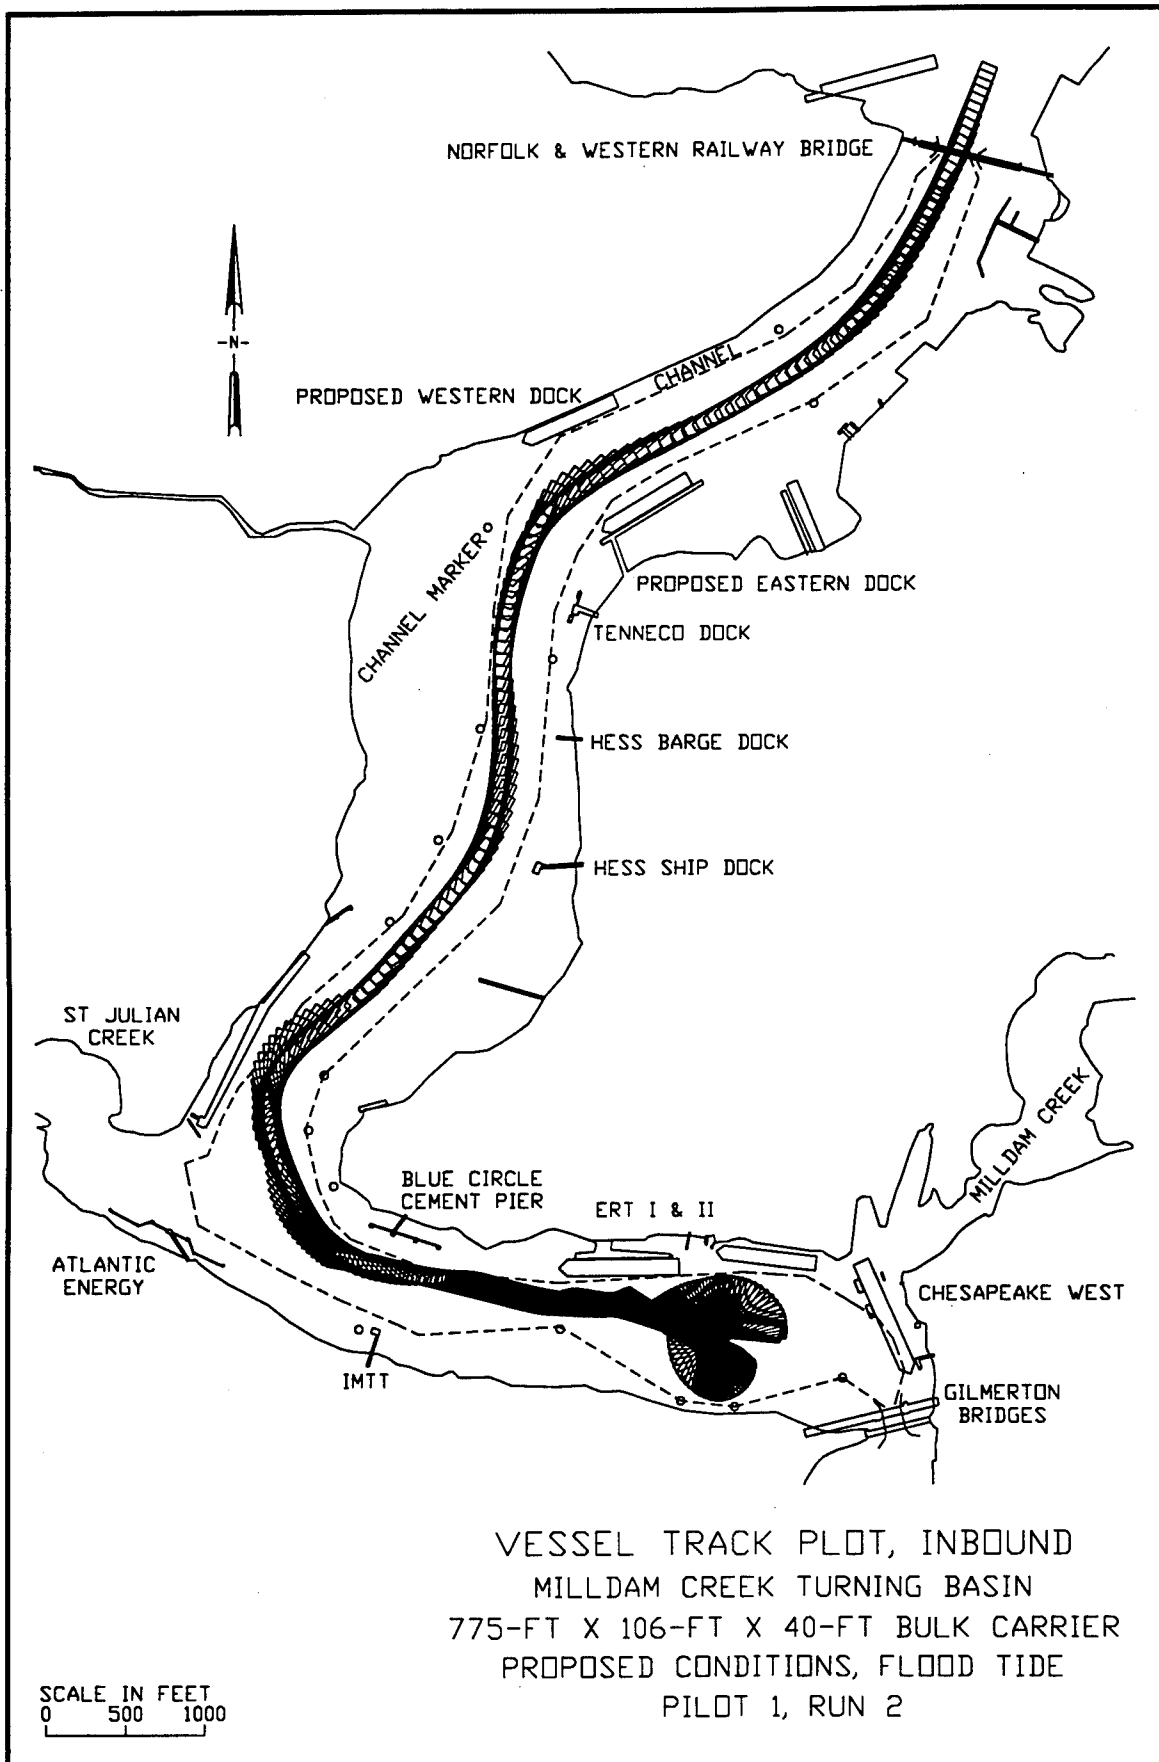 NORFOLK & WESTERN RAILWAY BRIDGE
-N-
CHANNEL
PROPOSED WESTERN DOCK
CHANNEL MARKER
PROPOSED EASTERN DOCK
TENNECO DOCK
HESS BARGE DOCK
HESS SHIP DOCK
ST JULIAN
CREEK
MILLDAM CREEK
BLUE CIRCLE
CEMENT PIER
ERT I & II
ATLANTIC
ENERGY
CHESAPEAKE WEST
IMTT
GILMERTON
BRIDGES
VESSEL TRACK PLOT, INBOUND
MILLDAM CREEK TURNING BASIN
775-FT X 106-FT X 40-FT BULK CARRIER
PROPOSED CONDITIONS, FLOOD TIDE
PILOT 1, RUN 2
SCALE IN FEET
0 500 1000